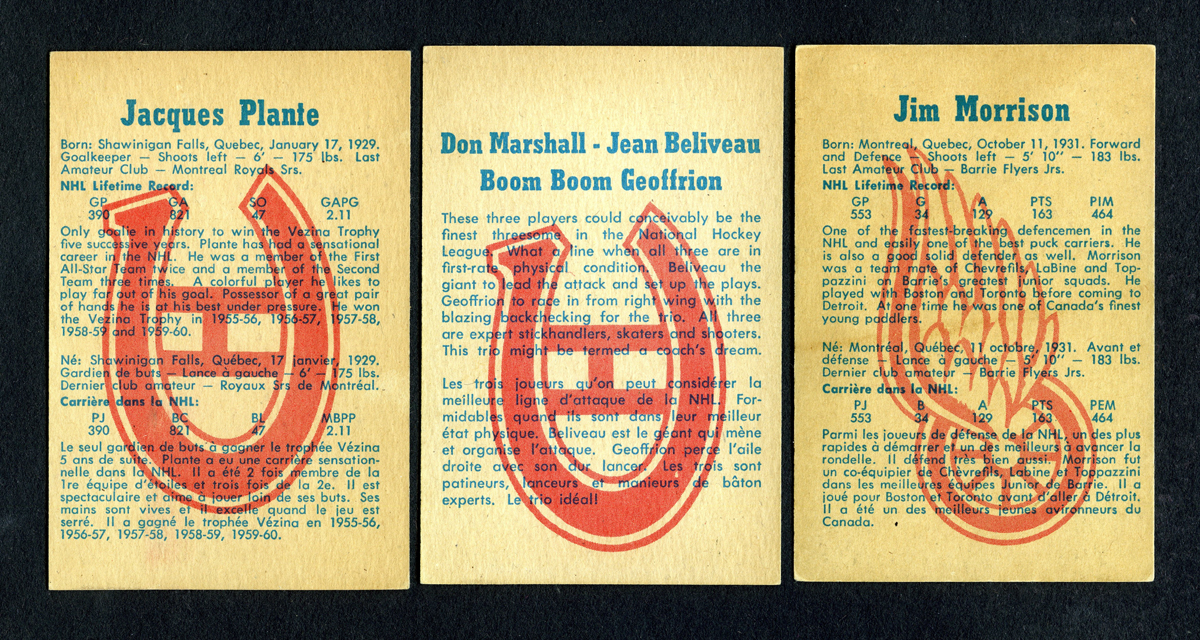 Jacques Plante
Born: Shawinigan Falls, Quebec, January 17, 1929.
Goalkeeper — Shoots left — 6' — 175 lbs. Last
Amateur Club — Montreal Royals Srs.
NHL Lifetime Record:
GP GA SO GAPG
390 821 47 2.11
Only goalie in history to win the Vezina Trophy
five successive years. Plante has had a sensational
career in the NHL. He was a member of the First
All-Star Team twice and a member of the Second
Team three times. A colorful player he likes to
play far out of his goal. Possessor of a great pair
of hands he is at his best under pressure. He won
the Vezina Trophy in 1955-56, 1956-57, 1957-58,
1958-59 and 1959-60.
Né: Shawinigan Falls, Québec, 17 janvier, 1929.
Gardien de buts — Lance à gauche — 6' — 175 lbs.
Dernier club amateur — Royaux Srs de Montréal.
Carrière dans la NHL:
PJ BC BL MBPP
390 821 47 2.11
Le seul gardien de buts à gagner le trophée Vézina
5 ans de suite. Plante a eu une carrière sensation-
nelle dans la NHL. Il a été 2 fois membre de la
1re équipe d'étoiles et trois fois de la 2e. Il est
spectaculaire et aime à jouer loin de ses buts. Ses
mains sont vives et il excelle quand le jeu est
serré. Il a gagné le trophée Vézina en 1955-56,
1956-57, 1957-58, 1958-59, 1959-60.
Don Marshall - Jean Beliveau
Boom Boom Geoffrion
These three players could conceivably be the
finest threesome in the National Hockey
League. What a line when all three are in
first-rate physical condition. Beliveau the
giant to lead the attack and set up the plays.
Geoffrion to race in from right wing with the
blazing backchecking for the trio. All three
are expert stickhandlers, skaters and shooters.
This trio might be termed a coach's dream.
Les trois joueurs qu'on peut considérer la
meilleure ligne d'attaque de la NHL. For-
midables quand ils sont dans leur meilleur
état physique. Beliveau est le géant qui mène
et organise l'attaque. Geoffrion perce l'aile
droite avec son dur lancer. Les trois sont
patineurs, lanceurs et manieurs de bâton
experts. Le trio idéal!
Jim Morrison
Born: Montreal, Quebec, October 11, 1931. Forward
and Defence — Shoots left — 5' 10" — 183 lbs.
Last Amateur Club — Barrie Flyers Jrs.
NHL Lifetime Record:
GP G A PTS PIM
553 34 129 163 464
One of the fastest-breaking defencemen in the
NHL and easily one of the best puck carriers. He
is also a good solid defender as well. Morrison
was a team mate of Chevrefils, LaBine and Top-
pazzini on Barrie's greatest junior squads. He
played with Boston and Toronto before coming to
Detroit. At one time he was one of Canada's finest
young paddlers.
Né: Montréal, Québec, 11 octobre, 1931. Avant et
défense — Lance à gauche — 5' 10" — 183 lbs.
Dernier club amateur — Barrie Flyers Jrs.
Carrière dans la NHL:
PJ B A PTS PEM
553 34 129 163 464
Parmi les joueurs de défense de la NHL, un des plus
rapides à démarrer et un des meilleurs à avancer la
rondelle. Il défend très bien aussi. Morrison fut
un co-équipier de Chèvrefils, Labine et Toppazzini
dans les meilleures équipes Junior de Barrie. Il a
joué pour Boston et Toronto avant d'aller à Détroit.
Il a été un des meilleurs jeunes avironneurs du
Canada.